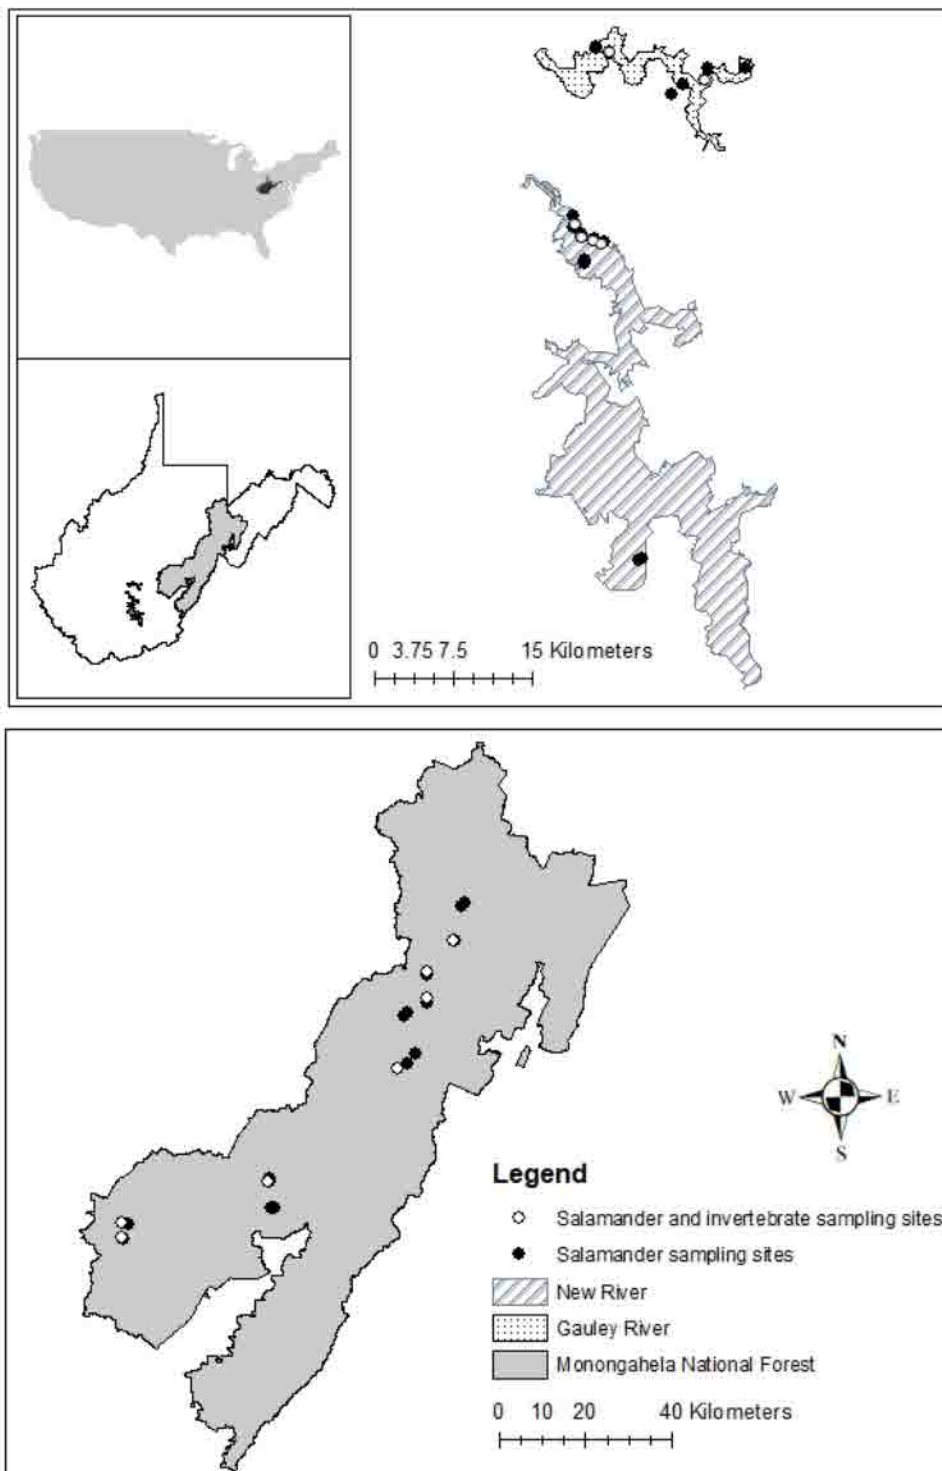 0 3.75 7.5 15 Kilometers
N
W E
S
Legend
Salamander and invertebrate sampling sites
Salamander sampling sites
New River
Gauley River
Monongahela National Forest
0 10 20 40 Kilometers